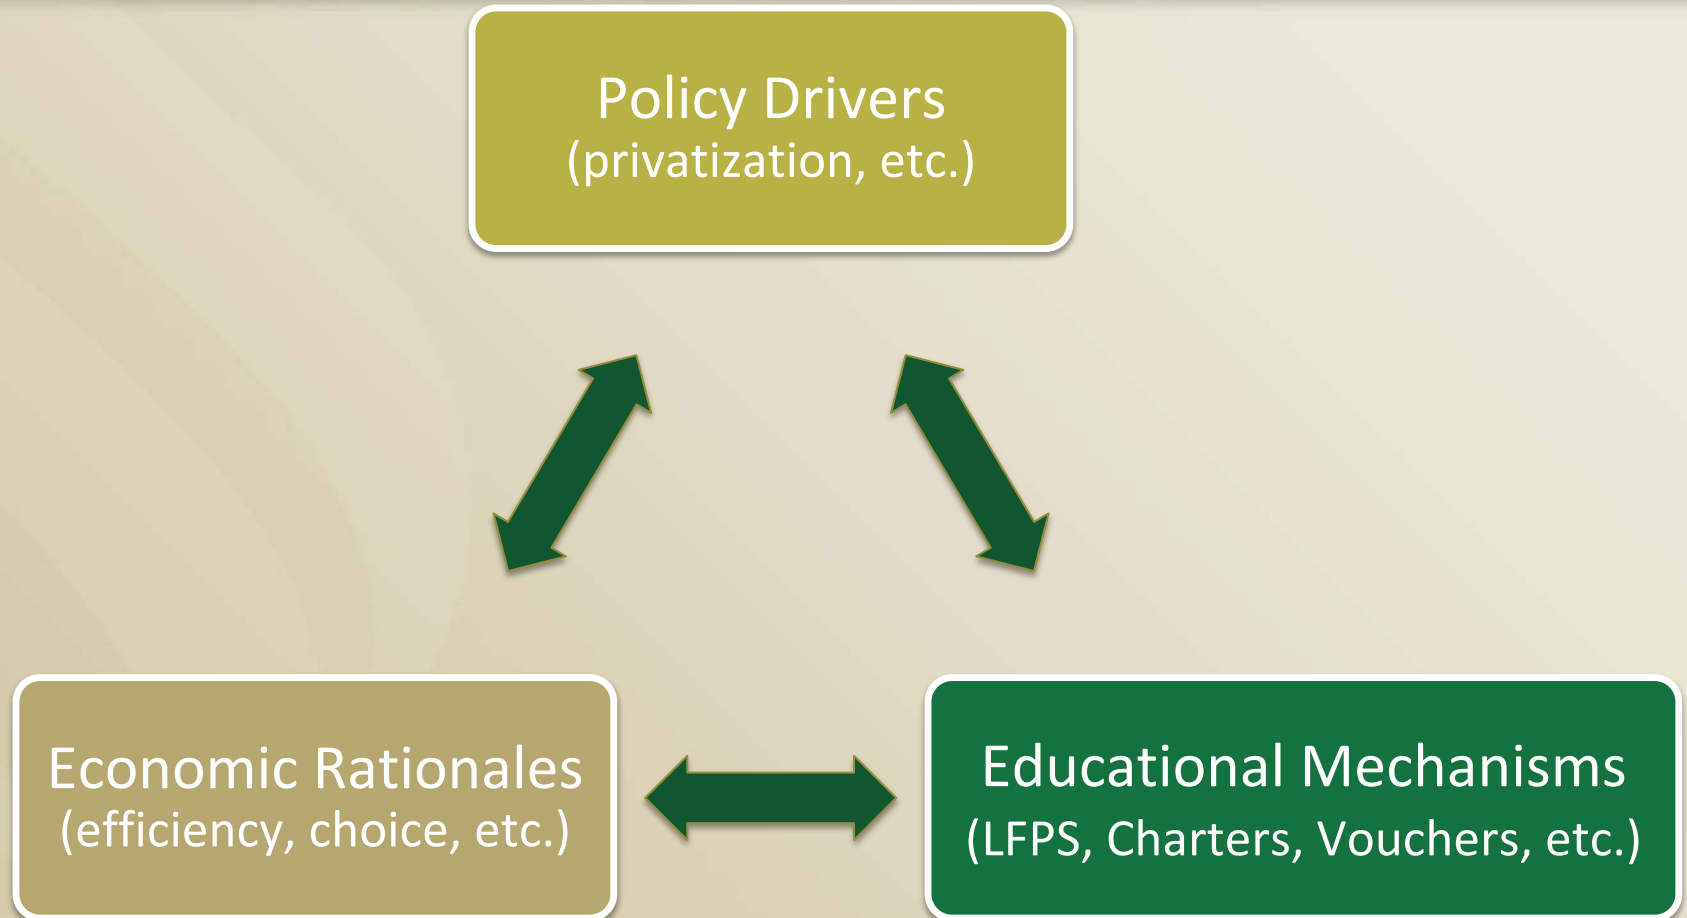 Policy Drivers
(privatization, etc.)
Economic Rationales
(efficiency, choice, etc.)
Educational Mechanisms
(LFPS, Charters, Vouchers, etc.)